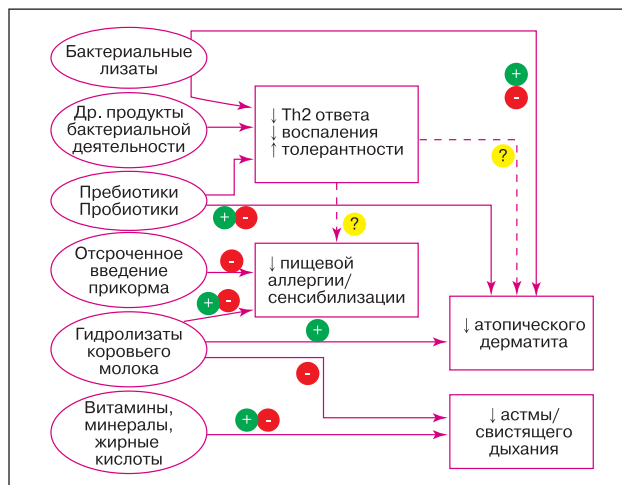 Бактериальные
лизаты
Др. продукты
бактериальной
деятельности
Пребиотики
Пробиотики
Отсроченное
введение
прикорма
Гидролизаты
коровьего
молока
Витамины,
минералы,
жирные
кислоты
↓ Th2 ответа
↓ воспаления
↑ толерантности
↓ пищевой
аллергии/
сенсибилизации
↓ атопического
дерматита
↓ астмы/
свистящего
дыхания
+
-
?
?
+ -
-
+ -
+
-
+ -